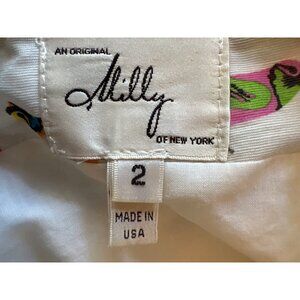 AN ORIGINAL
Milly
OF NEW YORK
2
MADE IN
USA